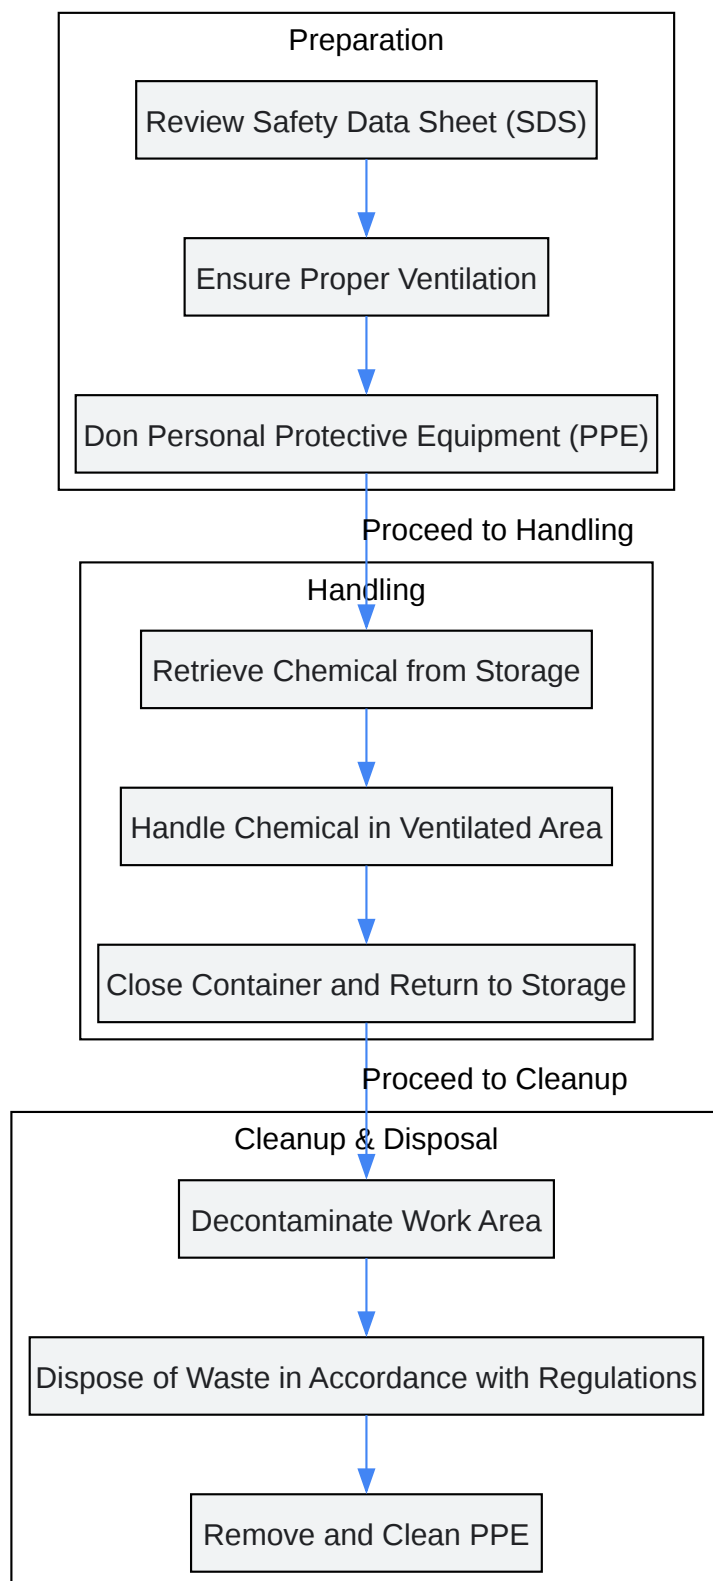 Preparation
Review Safety Data Sheet (SDS)
Ensure Proper Ventilation
Don Personal Protective Equipment (PPE)
Proceed to Handling
Handling
Retrieve Chemical from Storage
Handle Chemical in Ventilated Area
Close Container and Return to Storage
Proceed to Cleanup
Cleanup & Disposal
Decontaminate Work Area
Dispose of Waste in Accordance with Regulations
Remove and Clean PPE